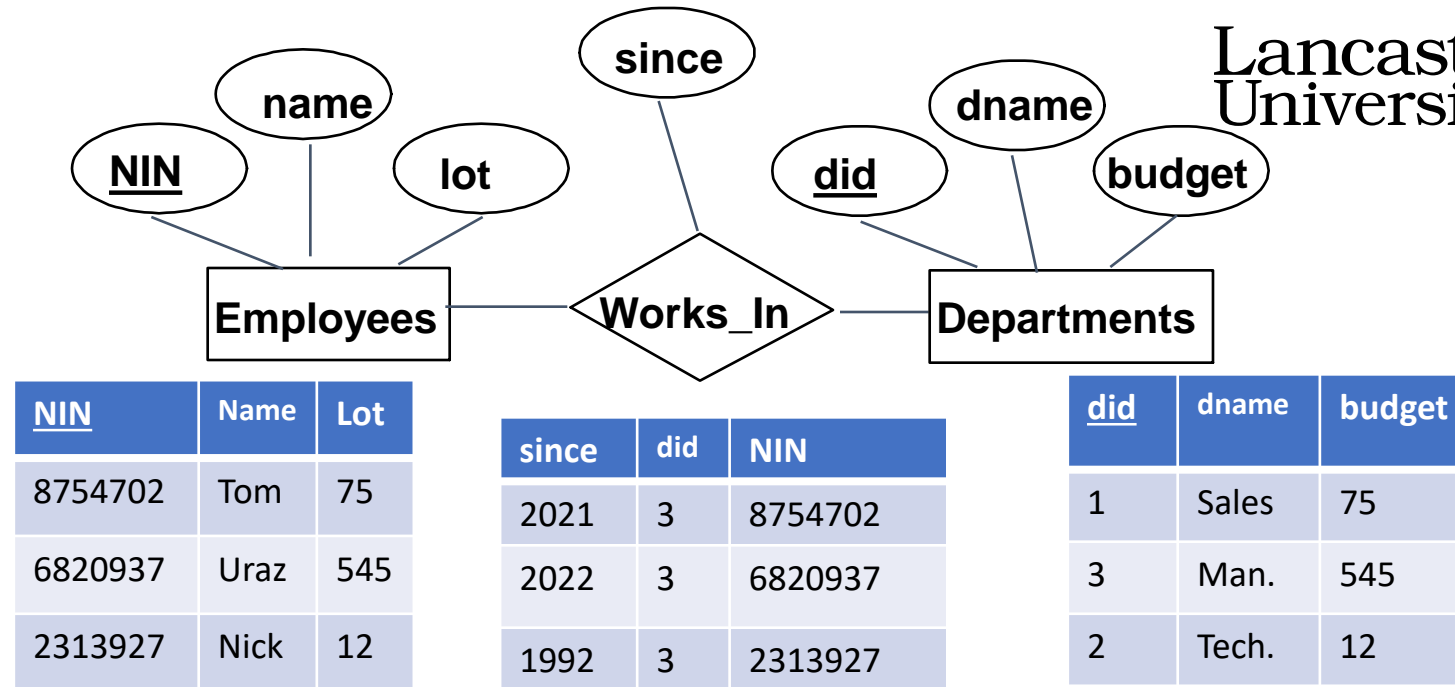 since
Lancast
Universi
name
dname
NIN
lot
did
budget
Employees
Works_In
Departments
NIN Name Lot
8754702 Tom 75
6820937 Uraz 545
2313927 Nick 12
since did NIN
2021 3 8754702
2022 3 6820937
1992 3 2313927
did dname budget
1 Sales 75
3 Man. 545
2 Tech. 12